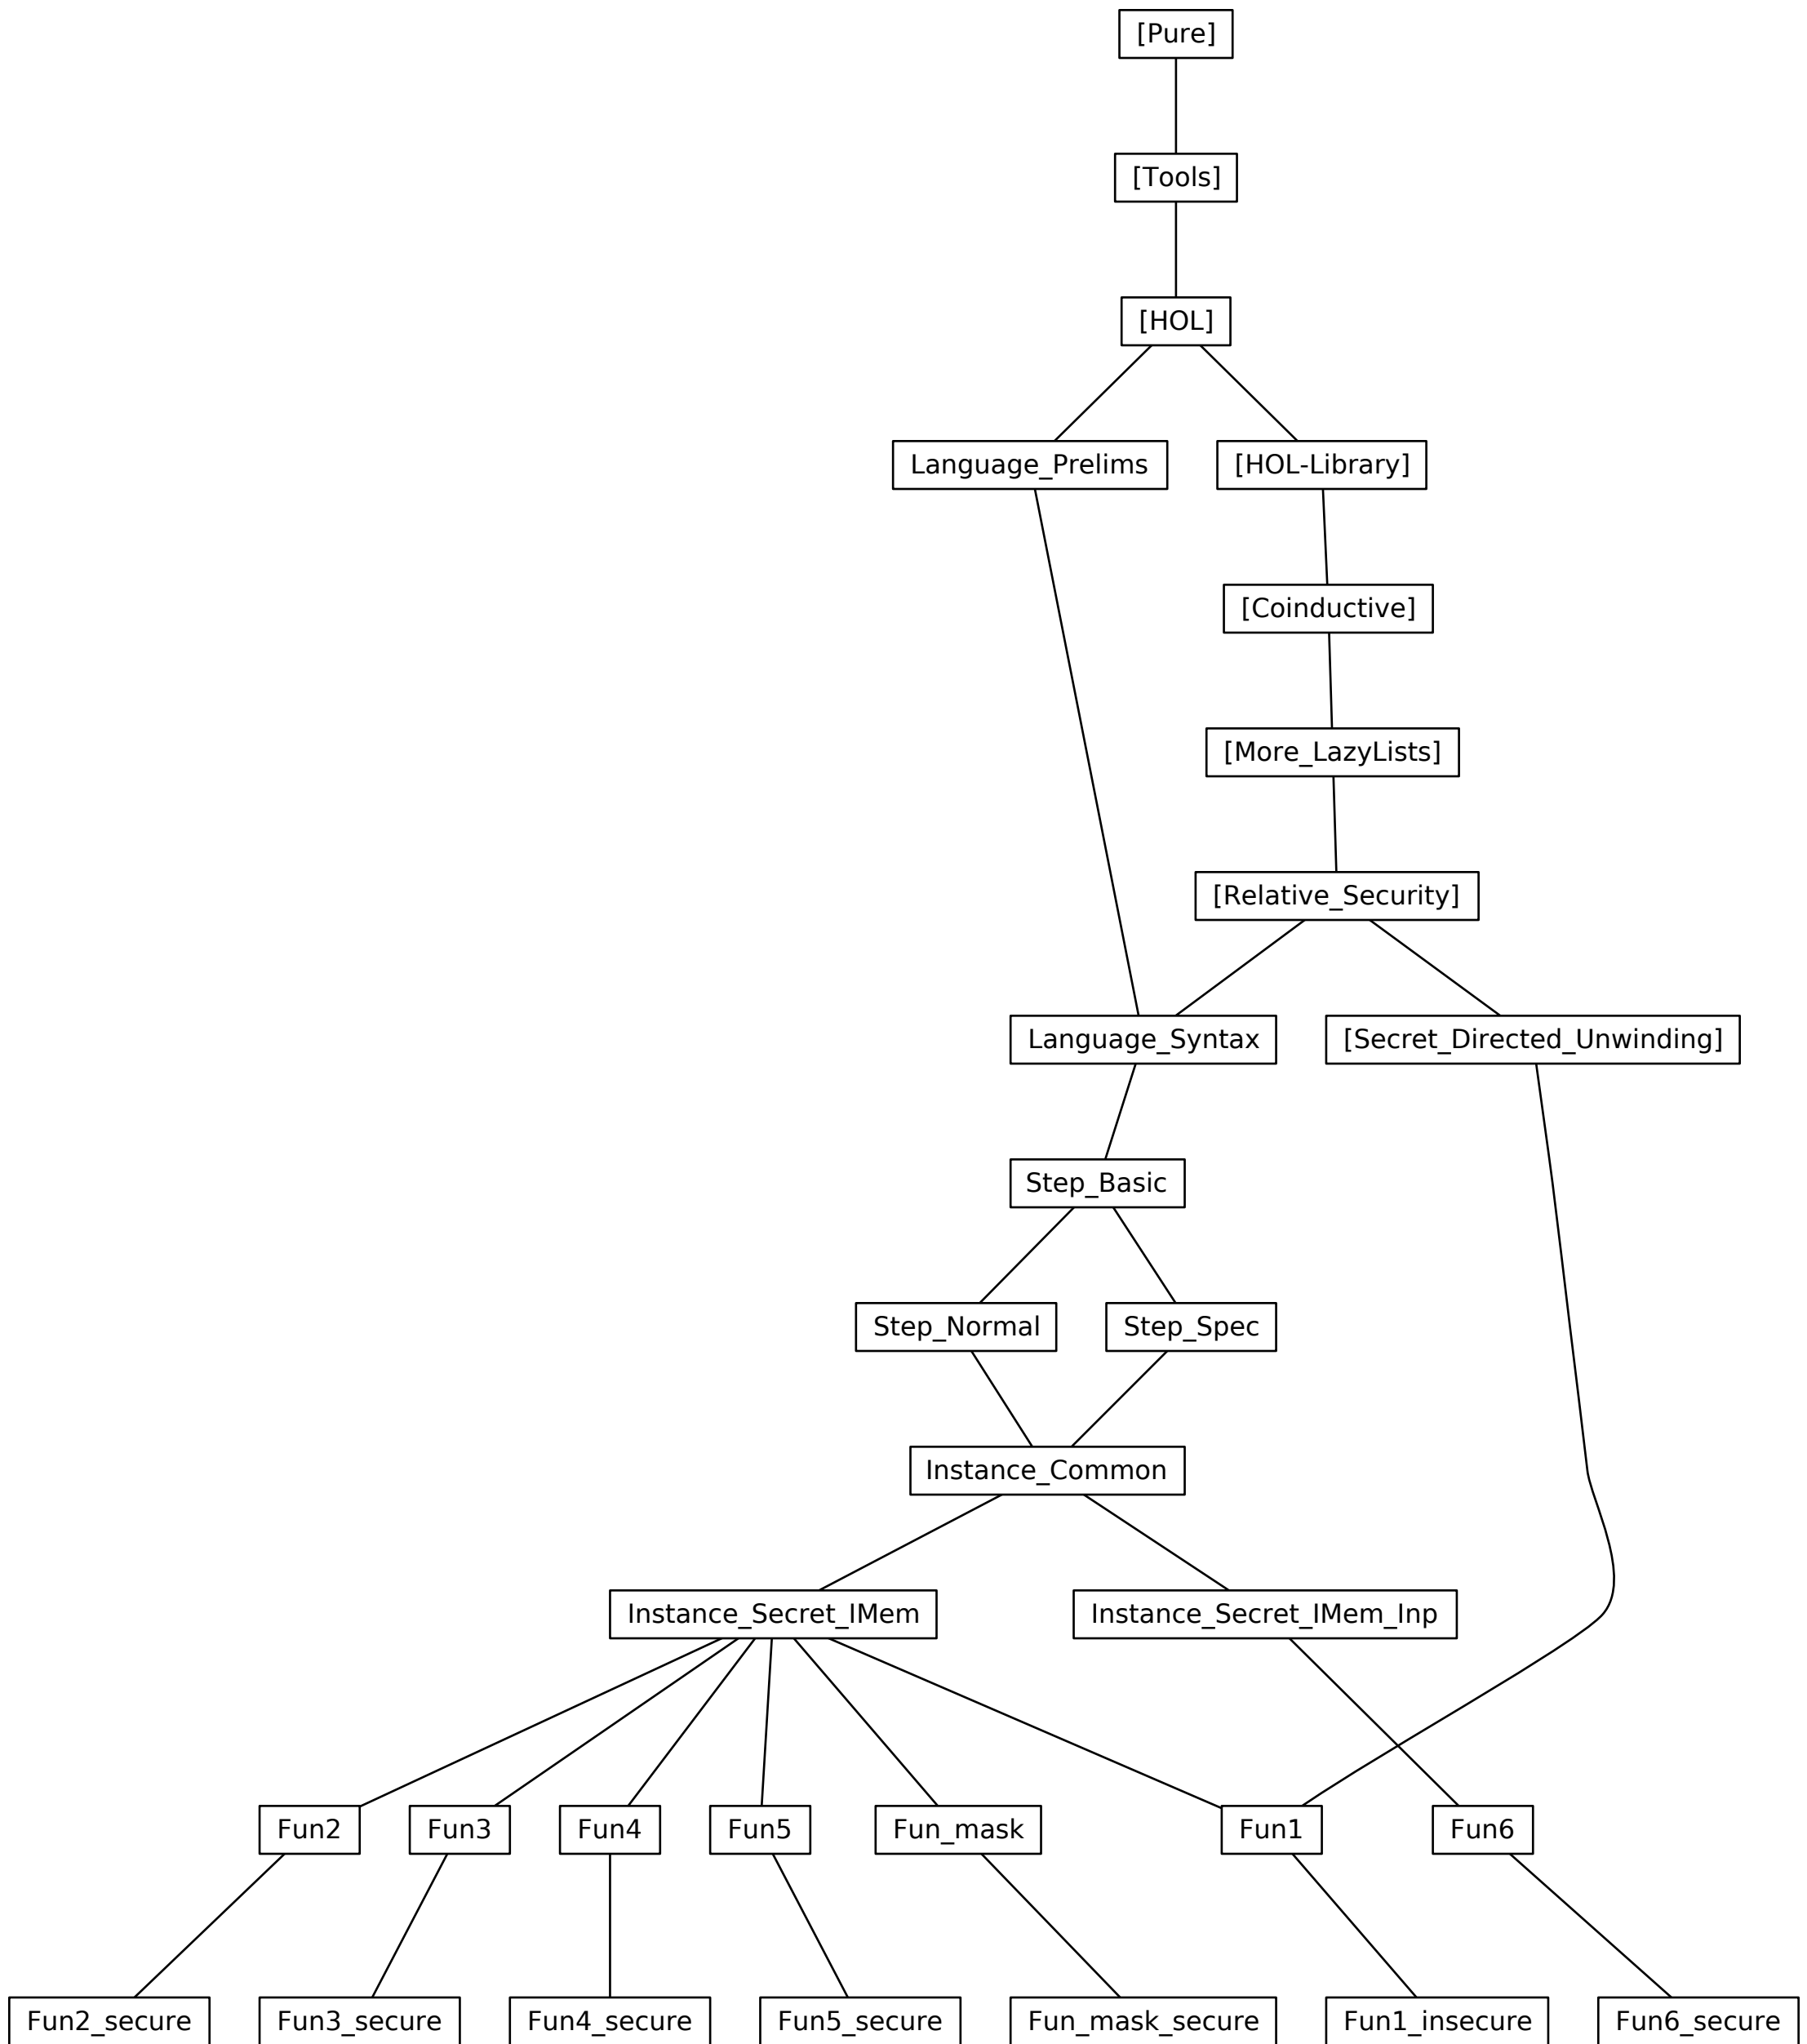 [Pure]
[Tools]
[HOL]
Language_Prelims
[HOL-Library]
[Coinductive]
[More_LazyLists]
[Relative_Security]
Language_Syntax
[Secret_Directed_Unwinding]
Step_Basic
Step_Normal
Step_Spec
Instance_Common
Instance_Secret_IMem
Instance_Secret_IMem_Inp
Fun2
Fun3
Fun4
Fun5
Fun_mask
Fun1
Fun6
Fun2_secure
Fun3_secure
Fun4_secure
Fun5_secure
Fun_mask_secure
Fun1_insecure
Fun6_secure